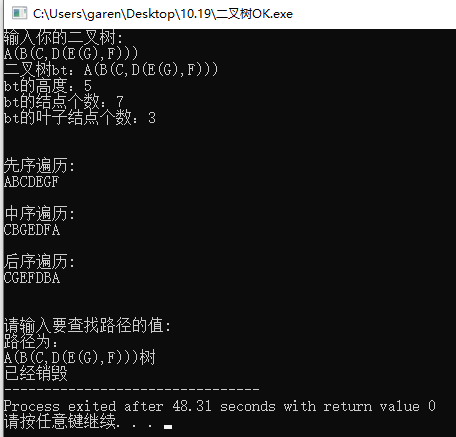 C:\Users\garen\Desktop\10.19\二叉树OK.exe
输入你的二叉树:
A(B(C,D(E(G),F)))
二叉树bt：A(B(C,D(E(G),F)))
bt的高度：5
bt的结点个数：7
bt的叶子结点个数：3
先序遍历:
ABCDEGF
中序遍历:
CBGEDFA
后序遍历:
CGEFDBA
请输入要查找路径的值:
路径为：
A(B(C,D(E(G),F)))树
已经销毁
--------------------------------
Process exited after 48.31 seconds with return value 0
请按任意键继续. . .